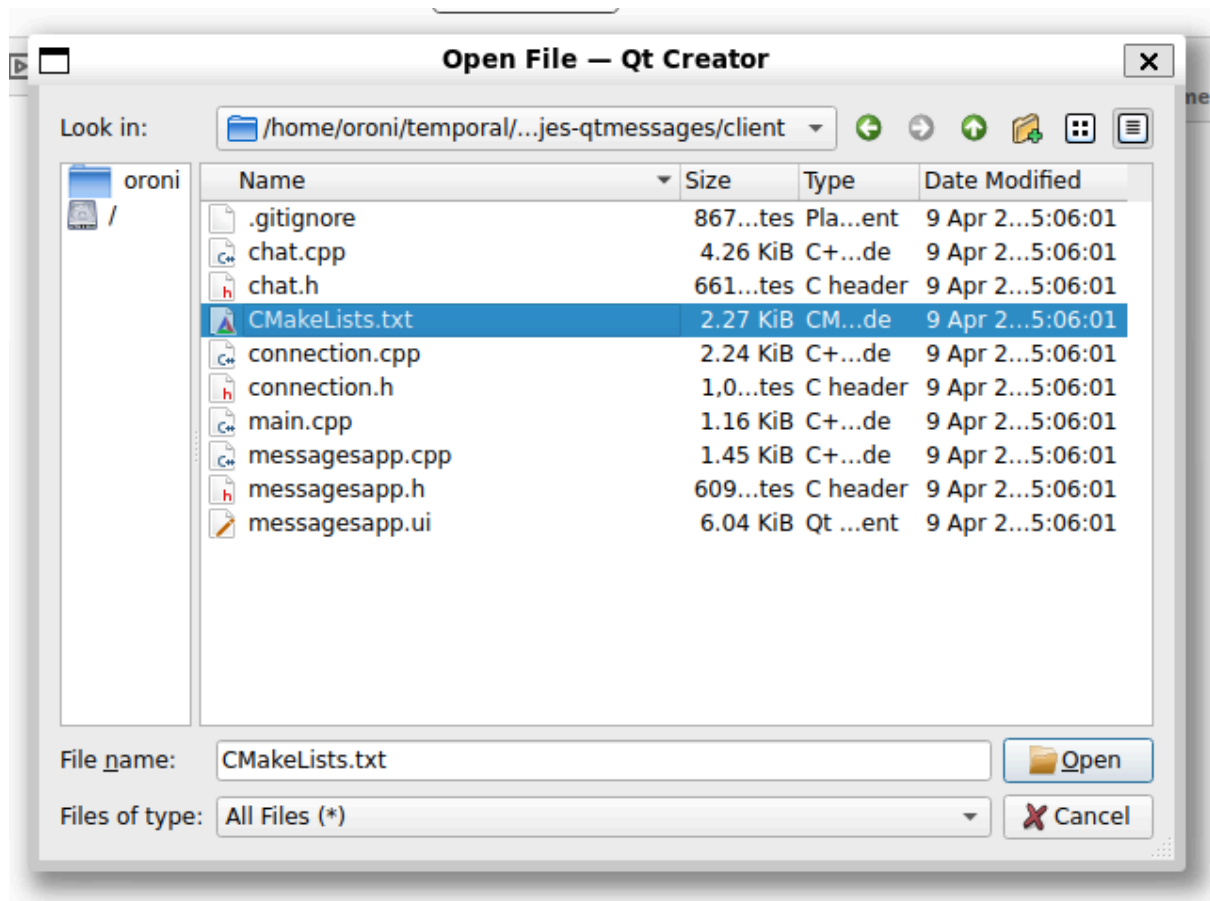 Open File — Qt Creator
Look in: /home/oroni/temporal/...jes-qtmessages/client
oroni
/
Name Size Type Date Modified
.gitignore 867...tes Pla...ent 9 Apr 2...5:06:01
chat.cpp 4.26 KiB C+...de 9 Apr 2...5:06:01
chat.h 661...tes C header 9 Apr 2...5:06:01
CMakeLists.txt 2.27 KiB CM...de 9 Apr 2...5:06:01
connection.cpp 2.24 KiB C+...de 9 Apr 2...5:06:01
connection.h 1,0...tes C header 9 Apr 2...5:06:01
main.cpp 1.16 KiB C+...de 9 Apr 2...5:06:01
messagesapp.cpp 1.45 KiB C+...de 9 Apr 2...5:06:01
messagesapp.h 609...tes C header 9 Apr 2...5:06:01
messagesapp.ui 6.04 KiB Qt ...ent 9 Apr 2...5:06:01
File name: CMakeLists.txt Open
Files of type: All Files (*) Cancel